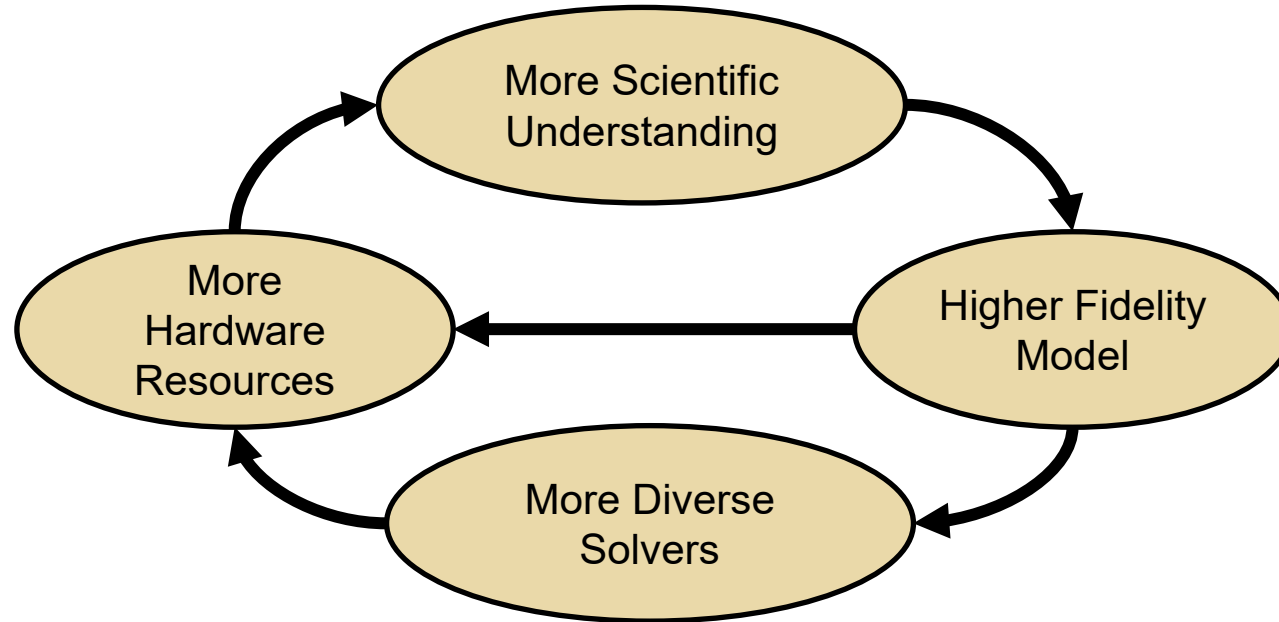 More Scientific
Understanding
More
Hardware
Resources
Higher Fidelity
Model
More Diverse
Solvers